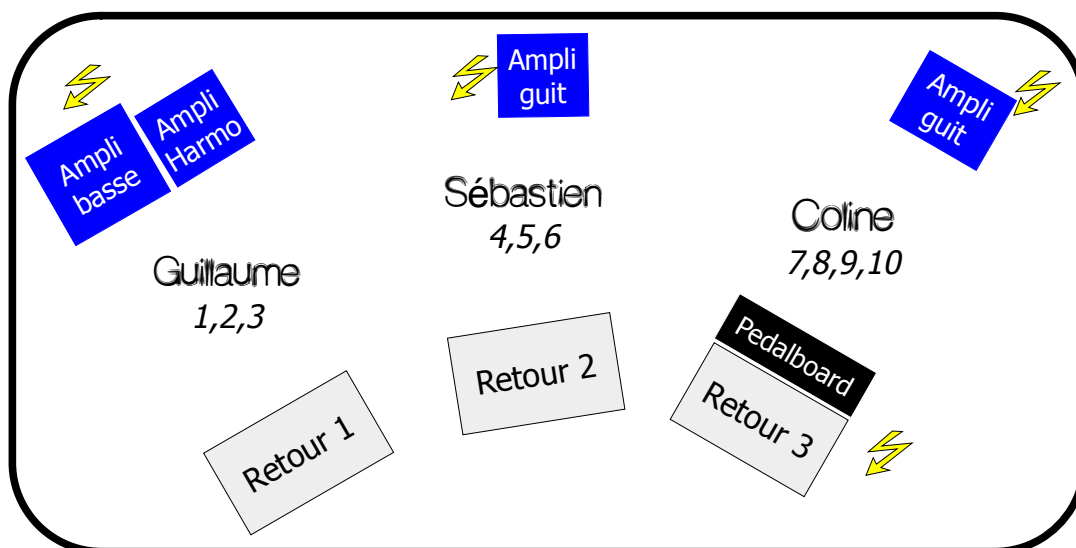 Ampli
basse
Ampli
Harmo
Ampli
guit
Ampli
guit
Guillaume
1,2,3
Sébastien
4,5,6
Coline
7,8,9,10
Retour 1
Retour 2
Pedalboard
Retour 3